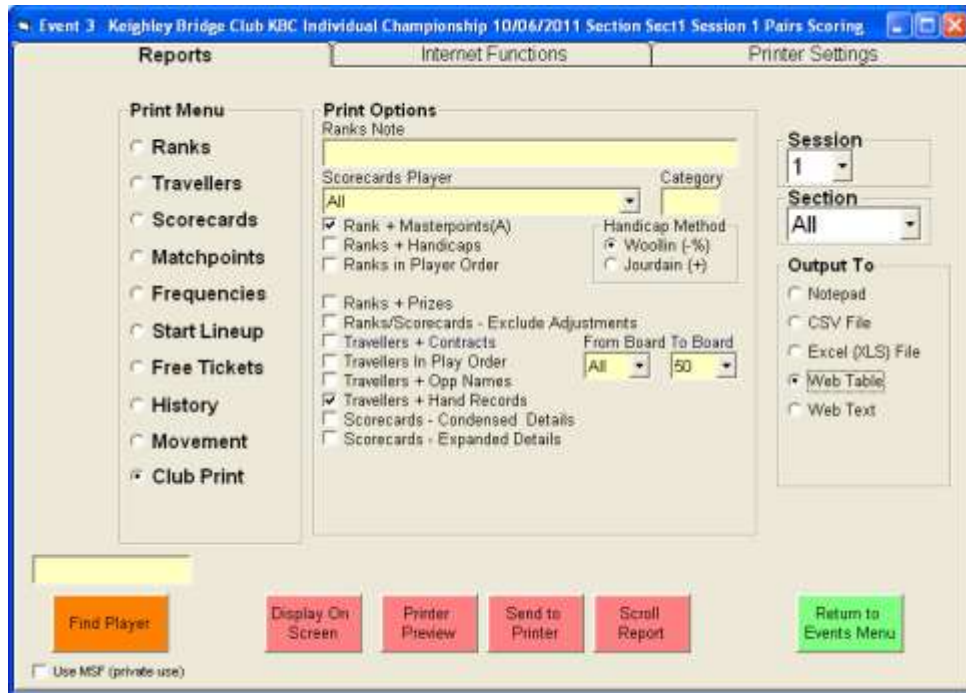 Event 3 Keighley Bridge Club KBC Individual Championship 10/06/2011 Section Sect1 Session 1 Pairs Scoring
Reports
Internet Functions
Printer Settings
Print Menu
Ranks
Travellers
Scorecards
Matchpoints
Frequencies
Start Lineup
Free Tickets
History
Movement
Club Print
Print Options
Ranks Note
Scorecards Player
Category
All
Rank + Masterpoints(A)
Ranks + Handicaps
Ranks in Player Order
Handicap Method
Woollin (-%)
Jourdain (+)
Ranks + Prizes
Ranks/Scorecards - Exclude Adjustments
Travellers + Contracts
Travellers In Play Order
Travellers + Opp Names
Travellers + Hand Records
Scorecards - Condensed Details
Scorecards - Expanded Details
From Board To Board
All
50
Session
1
Section
All
Output To
Notepad
CSV File
Excel (XLS) File
Web Table
Web Text
Find Player
Display On
Screen
Printer
Preview
Send to
Printer
Scroll
Report
Return to
Events Menu
Use MSF (private use)